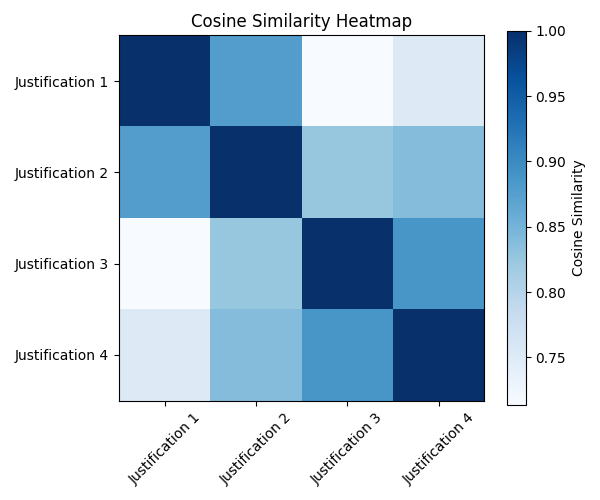 Cosine Similarity Heatmap
Justification 1
Justification 2
Justification 3
Justification 4
Justification 1
Justification 2
Justification 3
Justification 4
1.00
0.95
0.90
0.85
0.80
0.75
Cosine Similarity